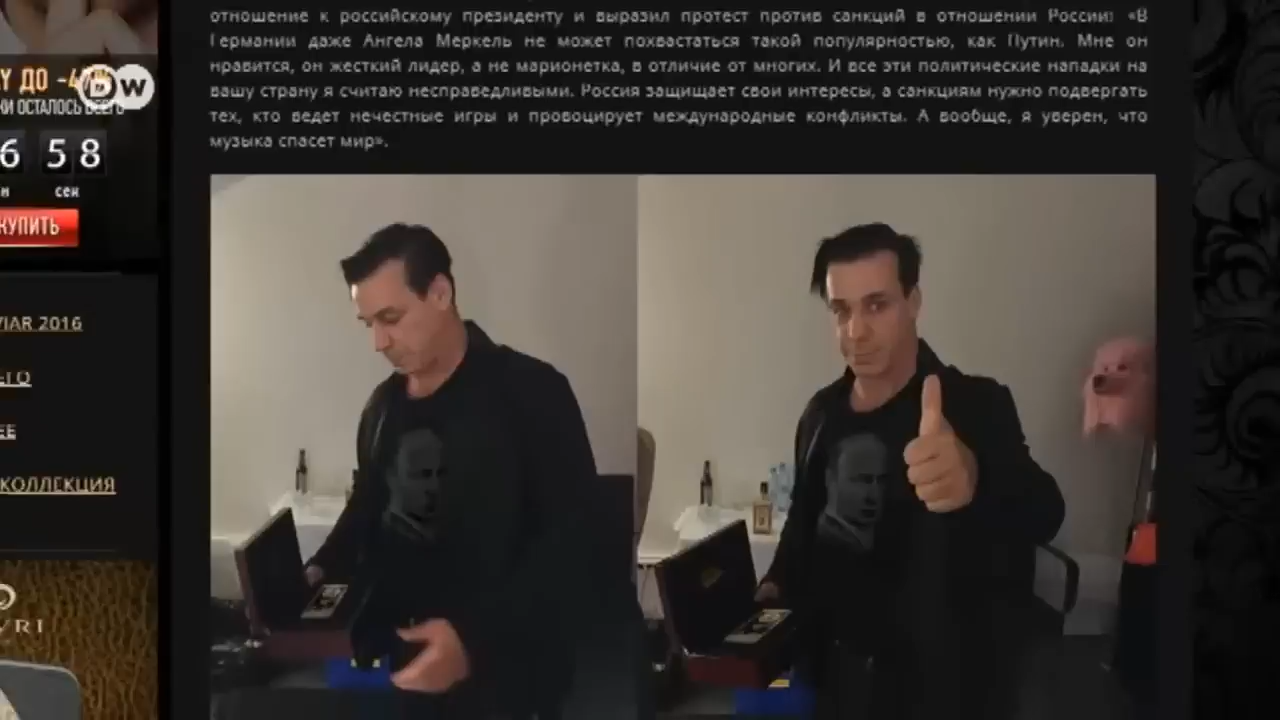 отношение к российскому президенту и выразил протест против санкций в отношении России: «В
Германии даже Ангела Меркель не может похвастаться такой популярностью, как Путин. Мне он
нравится, он жесткий лидер, а не марионетка, в отличие от многих. И все эти политические нападки на
вашу страну я считаю несправедливыми. Россия защищает свои интересы, а санкциям нужно подвергать
тех, кто ведет нечестные игры и провоцирует международные конфликты. А вообще, я уверен, что
музыка спасет мир».
ДО
DW
ОСТАЛОСЬ ВСЕГО
6 58
сек
КУПИТЬ
VIAR 2016
КОЛЛЕКЦИЯ